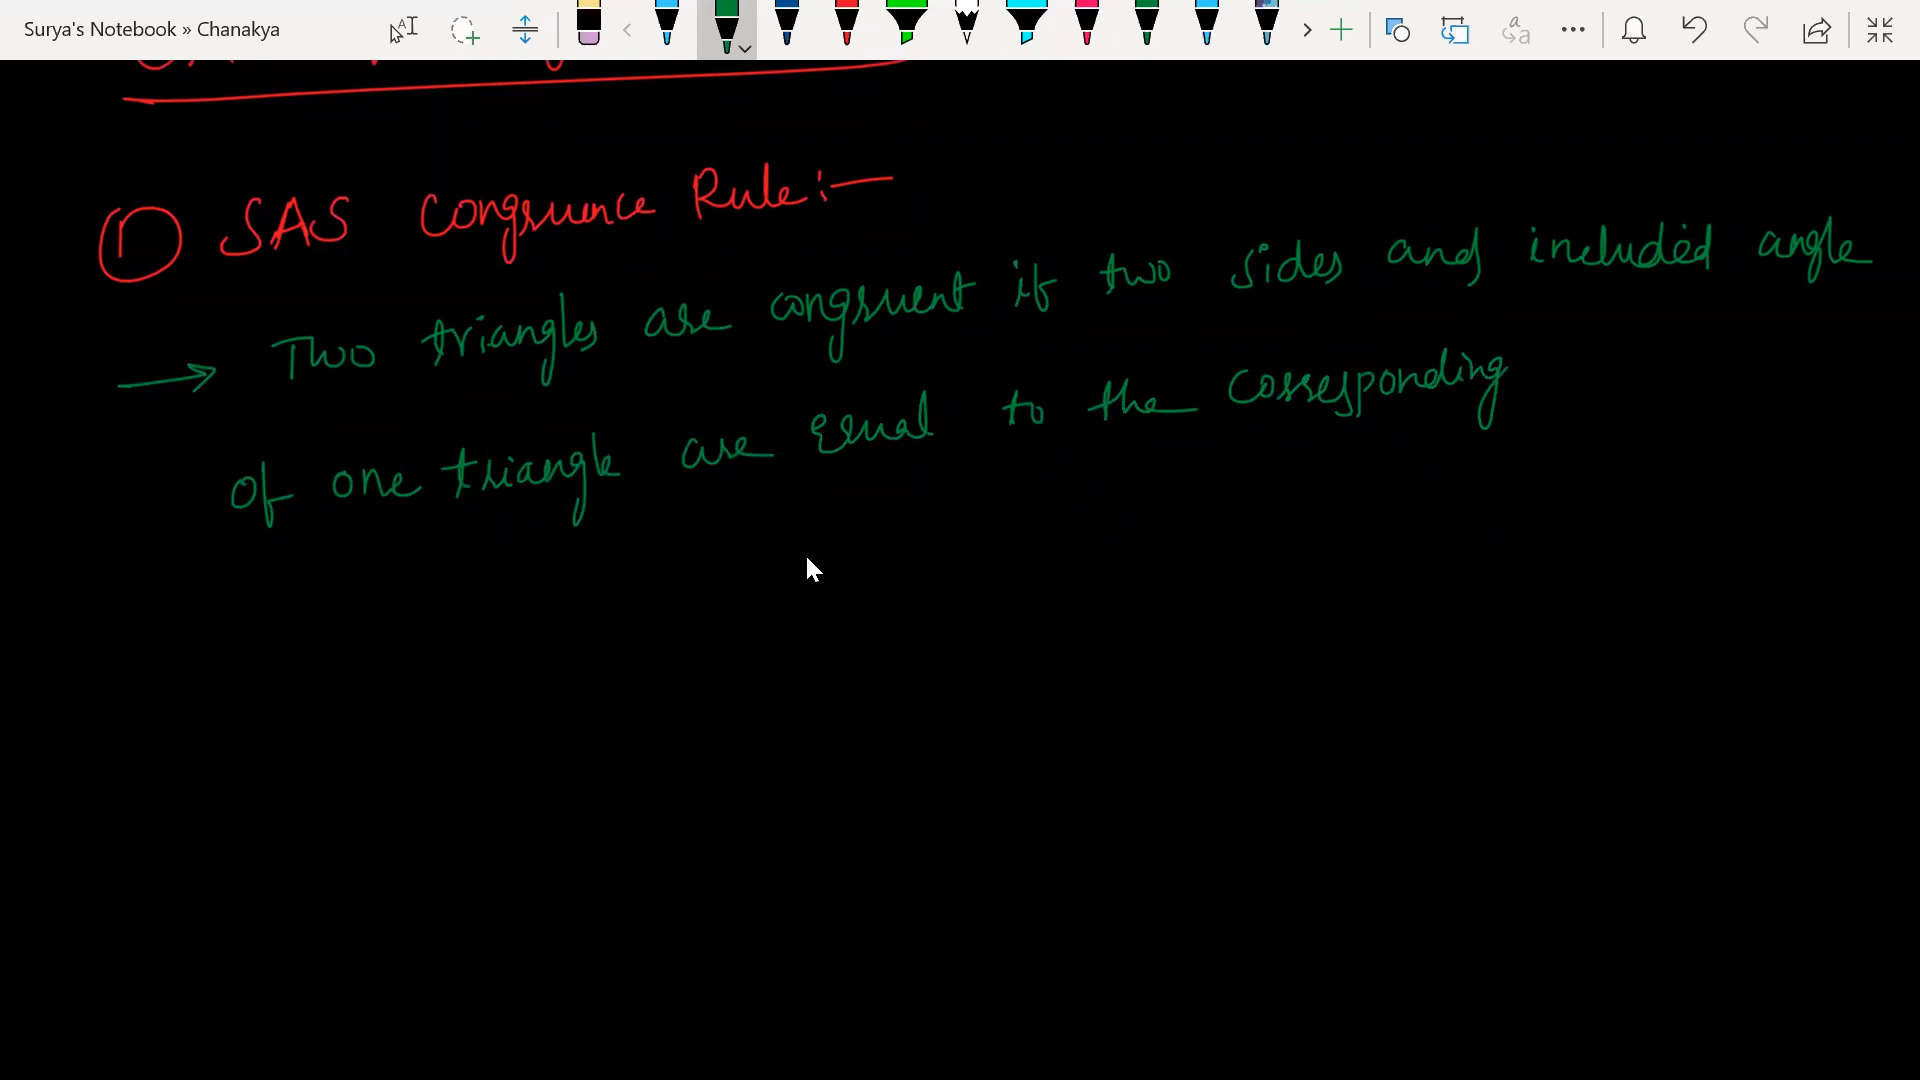 Surya's Notebook » Chanakya
① SAS Congruence Rule:—
→ Two triangles are congruent if two sides and included angle
of one triangle are equal to the corresponding